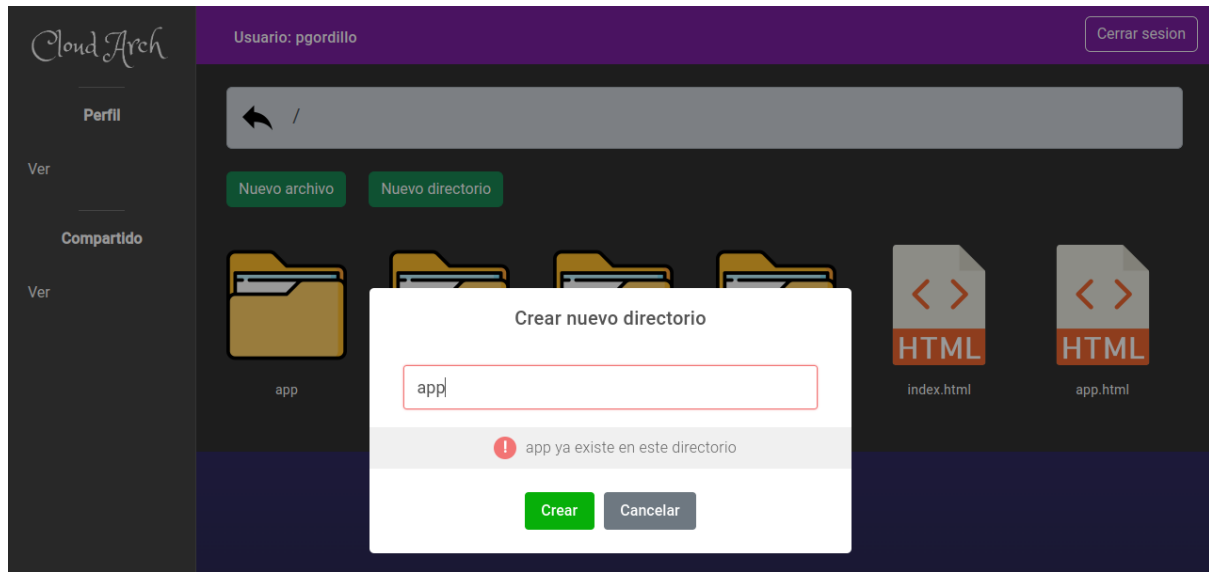 Cloud Arch
Usuario: pgordillo
Cerrar sesion
Perfil
Ver
Compartido
Ver
/
Nuevo archivo
Nuevo directorio
HTML
HTML
app
index.html
app.html
Crear nuevo directorio
app
! app ya existe en este directorio
Crear
Cancelar